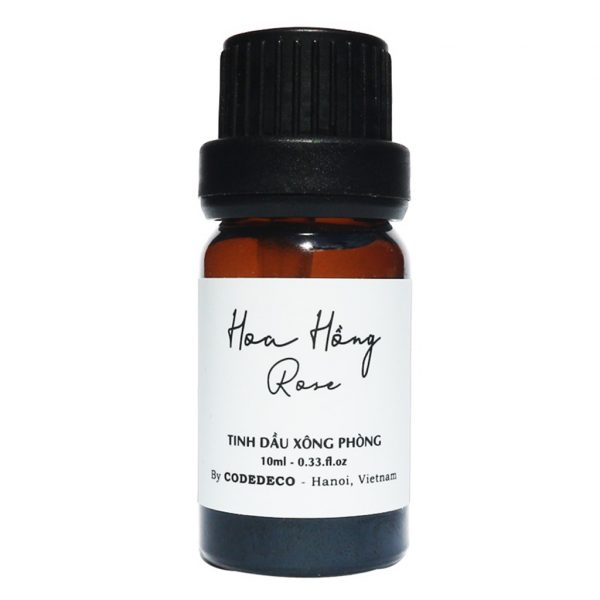 Hoa Hồng
Rose
TINH DẦU XÔNG PHÒNG
10ml - 0.33.fl.oz
By CODEDECO - Hanoi, Vietnam